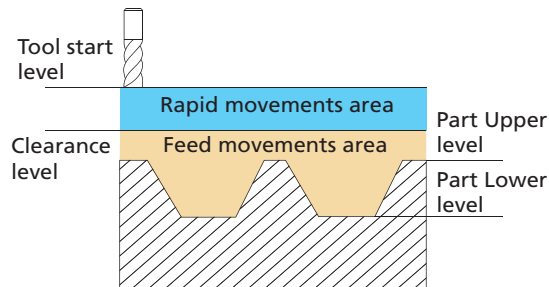 Tool start
level
Rapid movements area
Clearance
level
Feed movements area
Part Upper
level
Part Lower
level